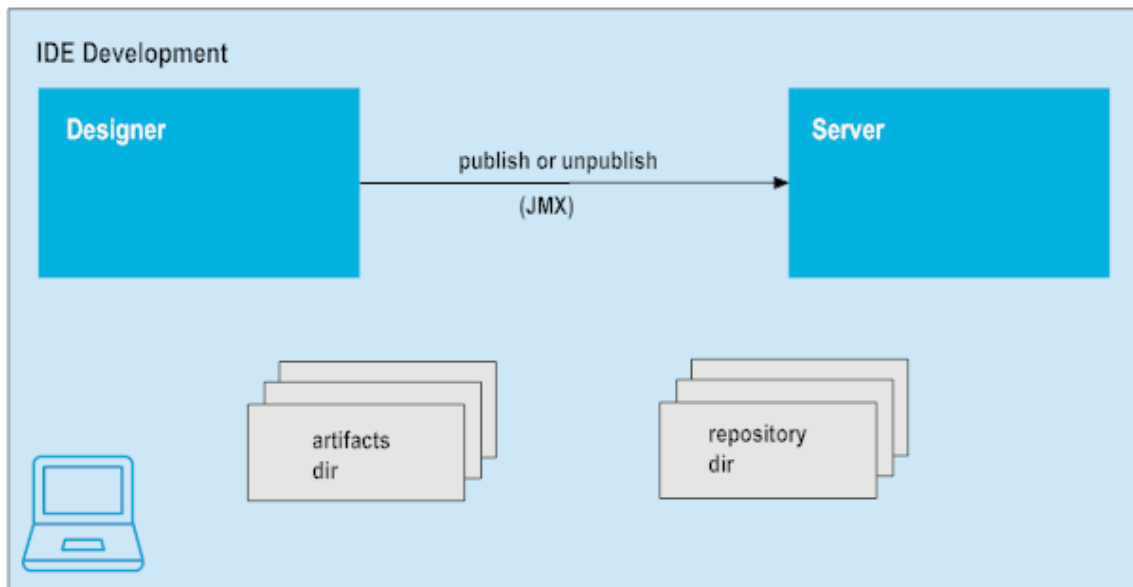 IDE Development
Designer
Server
publish or unpublish
(JMX)
artifacts
dir
repository
dir